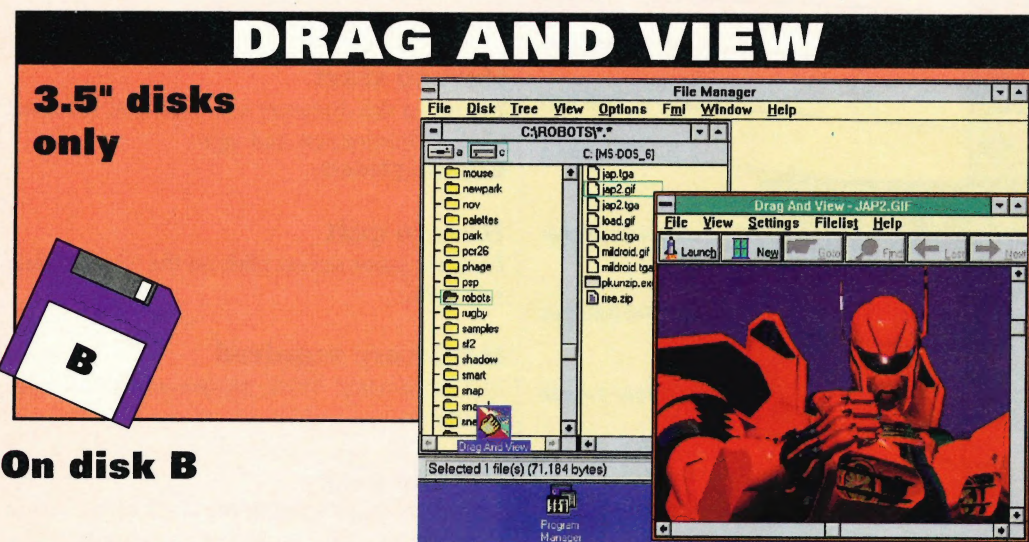 DRAG AND VIEW
3.5" disks
only
B
On disk B
File Manager
File Disk Tree View Options Fml Window Help
C:\ROBOTS\*.*
a c
C: [MS-DOS_6]
mouse
newpark
nov
palettes
park
pcr26
phage
psp
robots
rugby
samples
sf2
shadow
smart
snap
Drag And View
jap.tga
jap2.gif
jap2.tga
load.gif
load.tga
mildroid.gif
mildroid.tga
pkunzip.exe
rise.zip
Selected 1 file(s) (71,184 bytes)
Program
Manager
Drag And View - JAP2.GIF
File View Settings Filelist Help
Launch New Goto Find Last Next